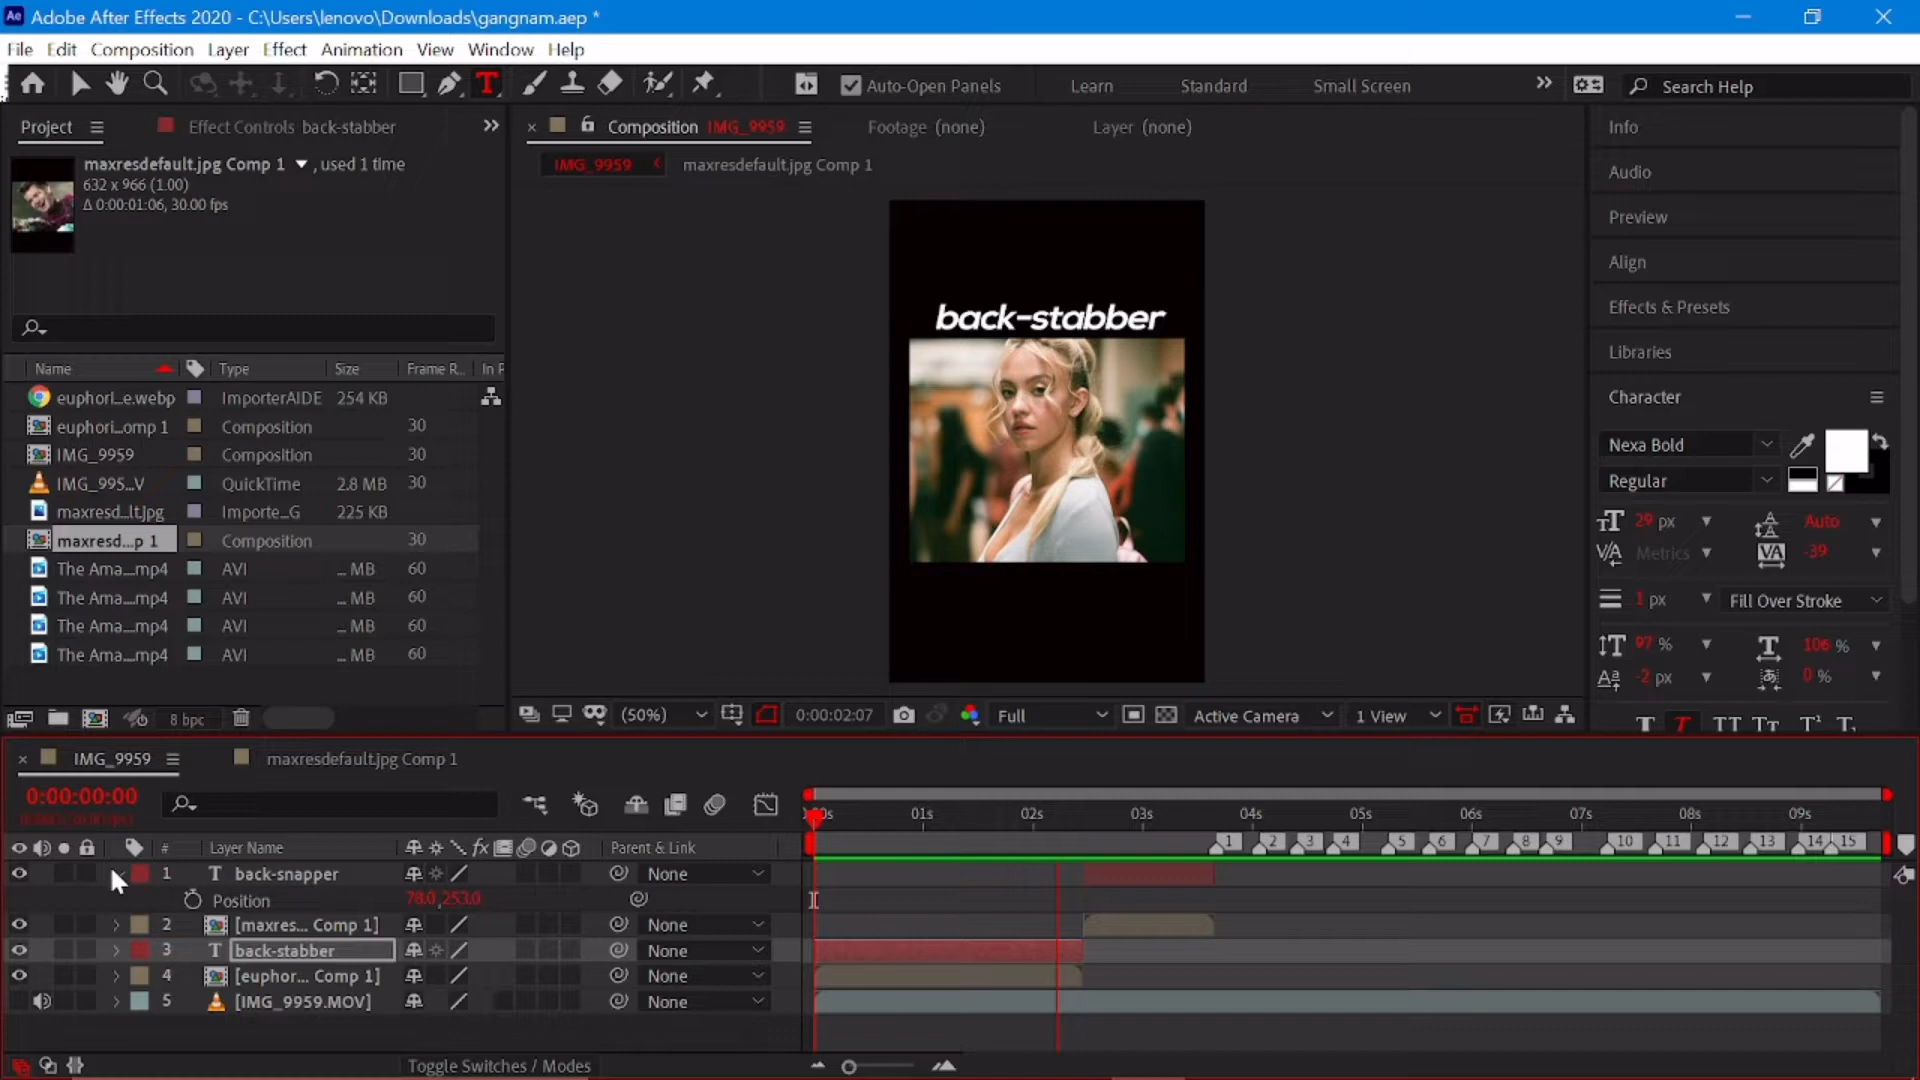 Ae Adobe After Effects 2020 - C:\Users\lenovo\Downloads\gangnam.aep *
File Edit Composition Layer Effect Animation View Window Help
T Auto-Open Panels Learn Standard Small Screen Search Help
Project Effect Controls back-stabber
Composition IMG_9959 Footage (none) Layer (none)
IMG_9959 maxresdefault.jpg Comp 1
maxresdefault.jpg Comp 1 , used 1 time
632 x 966 (1.00)
Δ 0:00:01:06, 30.00 fps
Name Type Size Frame R... In P
euphori...e.webp ImporterAIDE 254 KB
euphori...omp 1 Composition 30
IMG_9959 Composition 30
IMG_995...V QuickTime 2.8 MB 30
maxresd...lt.jpg Importe_G 225 KB
maxresd...p 1 Composition 30
The Ama...mp4 AVI ... MB 60
The Ama...mp4 AVI ... MB 60
The Ama...mp4 AVI ... MB 60
The Ama...mp4 AVI ... MB 60
8 bpc
back-stabber
(50%) 0:00:02:07 Full Active Camera 1 View
Info
Audio
Preview
Align
Effects & Presets
Libraries
Character
Nexa Bold
Regular
29 px Auto
Metrics -39
1 px Fill Over Stroke
97 % 106 %
-2 px 0 %
T T TT Tt T¹ T₁
IMG_9959 maxresdefault.jpg Comp 1
0:00:00:00
01s 02s 03s 04s 05s 06s 07s 08s 09s
1 2 3 4 5 6 7 8 9 10 11 12 13 14 15
# Layer Name fx Parent & Link
1 T back-snapper None
Position 78.0,253.0
2 [maxres... Comp 1] None
3 T back-stabber None
4 [euphor... Comp 1] None
5 [IMG_9959.MOV] None
Toggle Switches / Modes